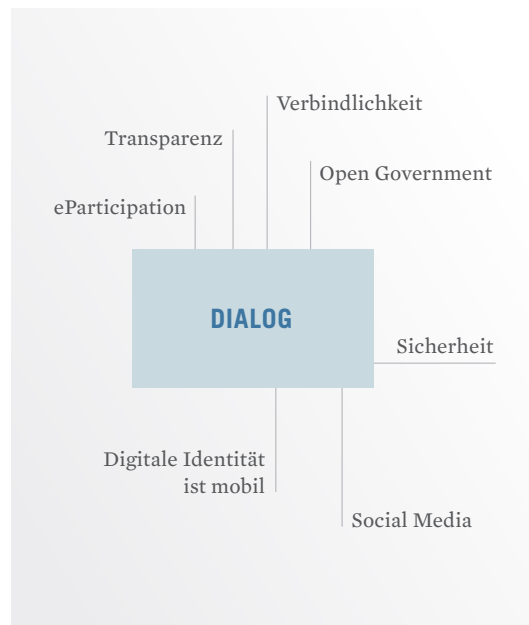 Verbindlichkeit
Transparenz
Open Government
eParticipation
DIALOG
Sicherheit
Digitale Identität
ist mobil
Social Media